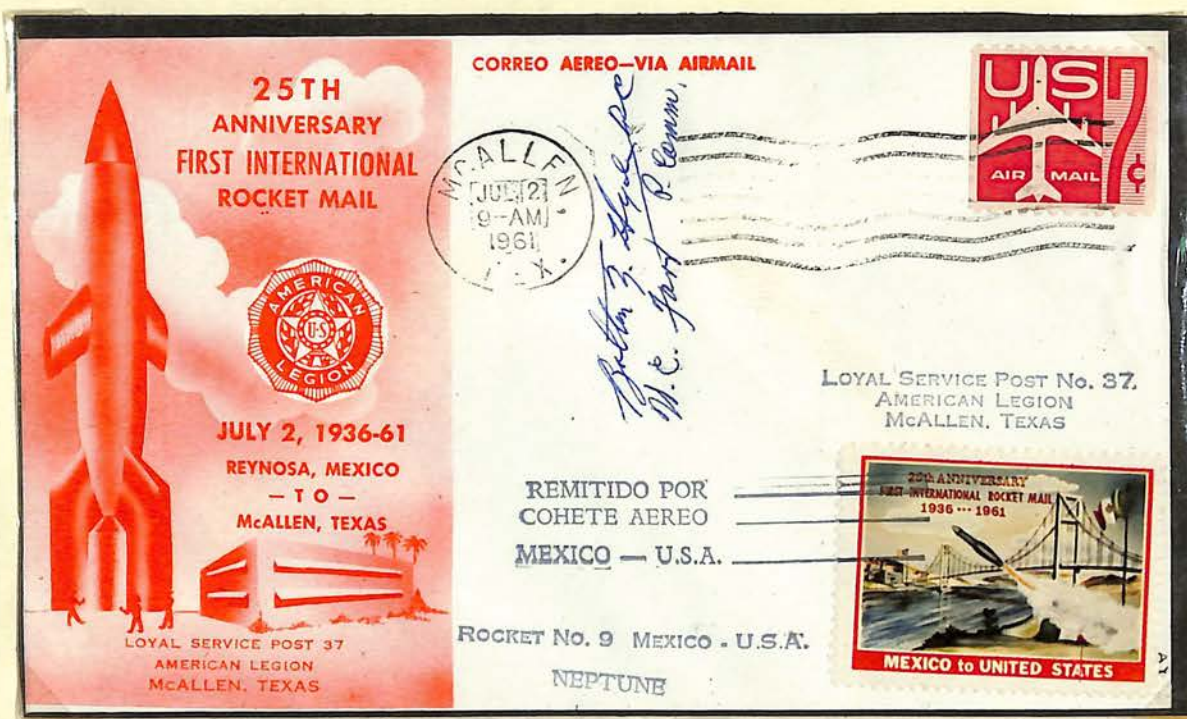 25TH
ANNIVERSARY
FIRST INTERNATIONAL
ROCKET MAIL
AMERICAN
U·S
LEGION
JULY 2, 1936-61
REYNOSA, MEXICO
— TO —
McALLEN, TEXAS
LOYAL SERVICE POST 37
AMERICAN LEGION
McALLEN, TEXAS
CORREO AEREO—VIA AIRMAIL
McALLEN,
JUL 2
9-AM
1961
TEX.
M.C.
Comm.
US
7¢
AIR MAIL
LOYAL SERVICE POST No. 37,
AMERICAN LEGION
McALLEN, TEXAS
REMITIDO POR
COHETE AEREO
MEXICO — U.S.A.
25th ANNIVERSARY
FIRST INTERNATIONAL ROCKET MAIL
1936 ··· 1961
MEXICO to UNITED STATES
ROCKET No. 9 MEXICO - U.S.A.
NEPTUNE